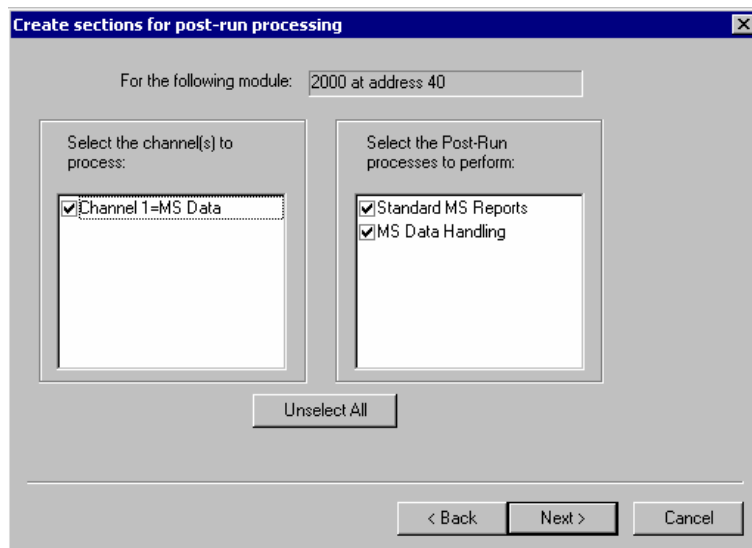 Create sections for post-run processing
For the following module: 2000 at address 40
Select the channel(s) to
process:
Channel 1=MS Data
Select the Post-Run
processes to perform:
Standard MS Reports
MS Data Handling
Unselect All
< Back
Next >
Cancel